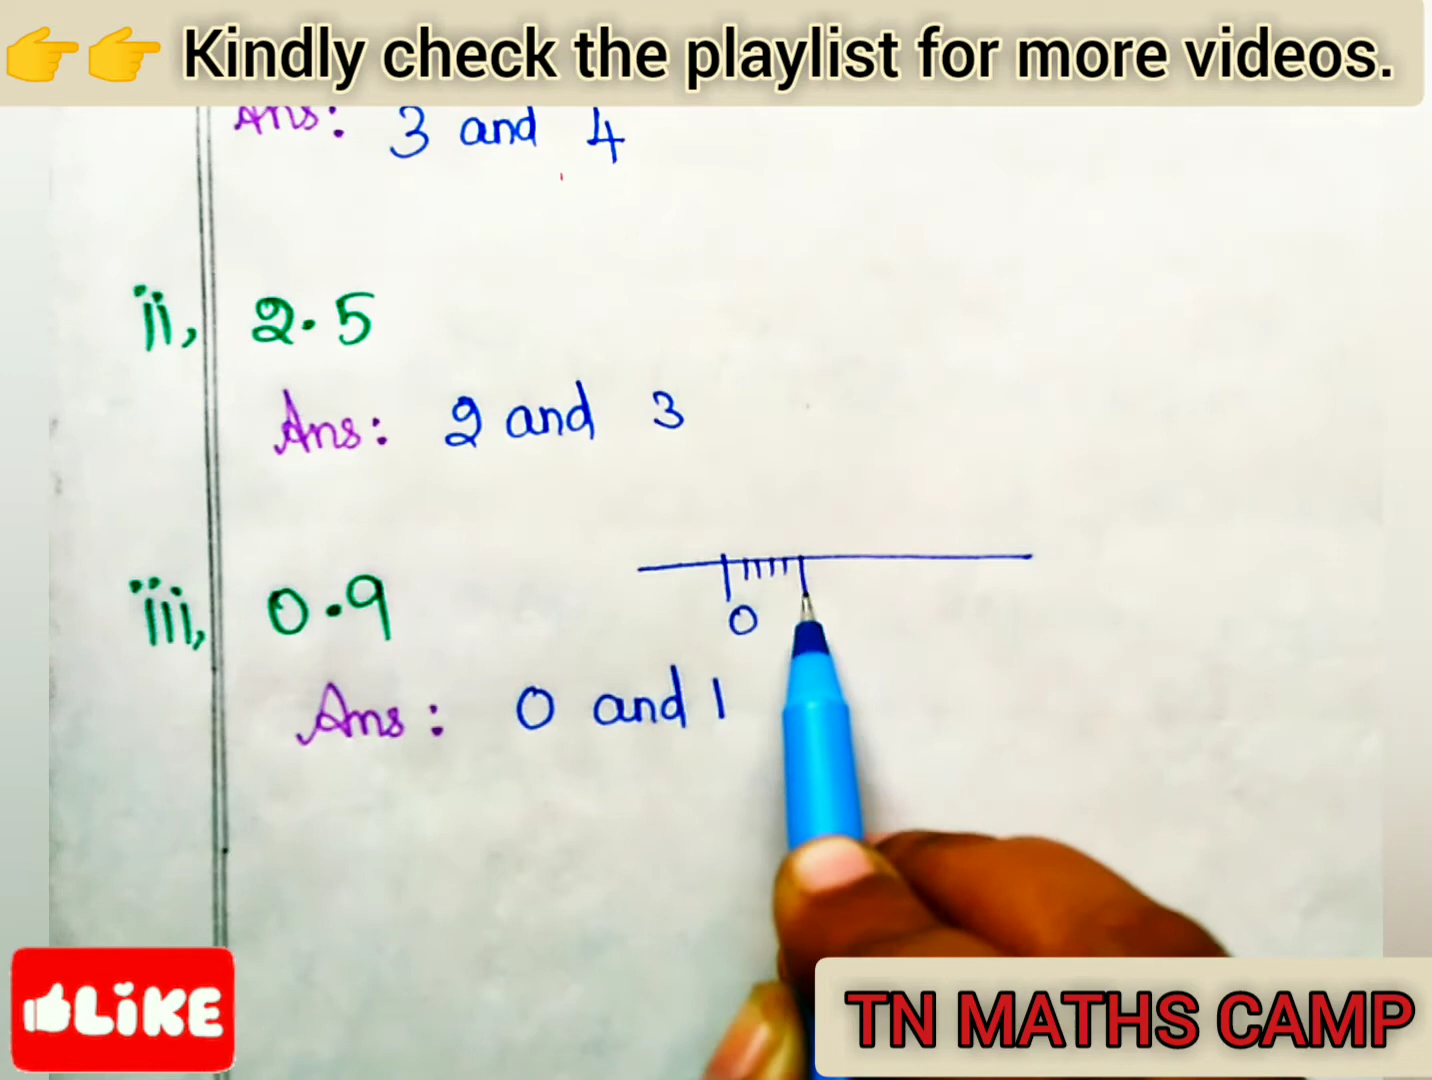 👉👉 Kindly check the playlist for more videos.
Ans: 3 and 4
ii, 2.5
Ans: 2 and 3
iii, 0.9
0
Ans: 0 and 1
LiKE
TN MATHS CAMP